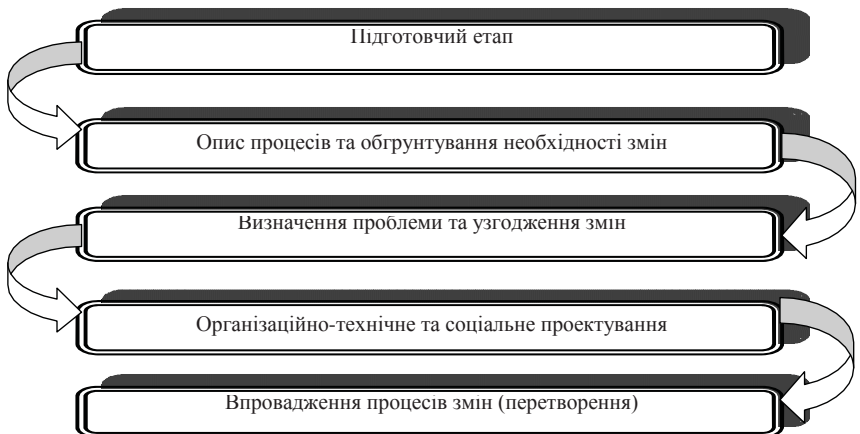 Підготовчий етап
Опис процесів та обгрунтування необхідності змін
Визначення проблеми та узгодження змін
Організаційно-технічне та соціальне проектування
Впровадження процесів змін (перетворення)